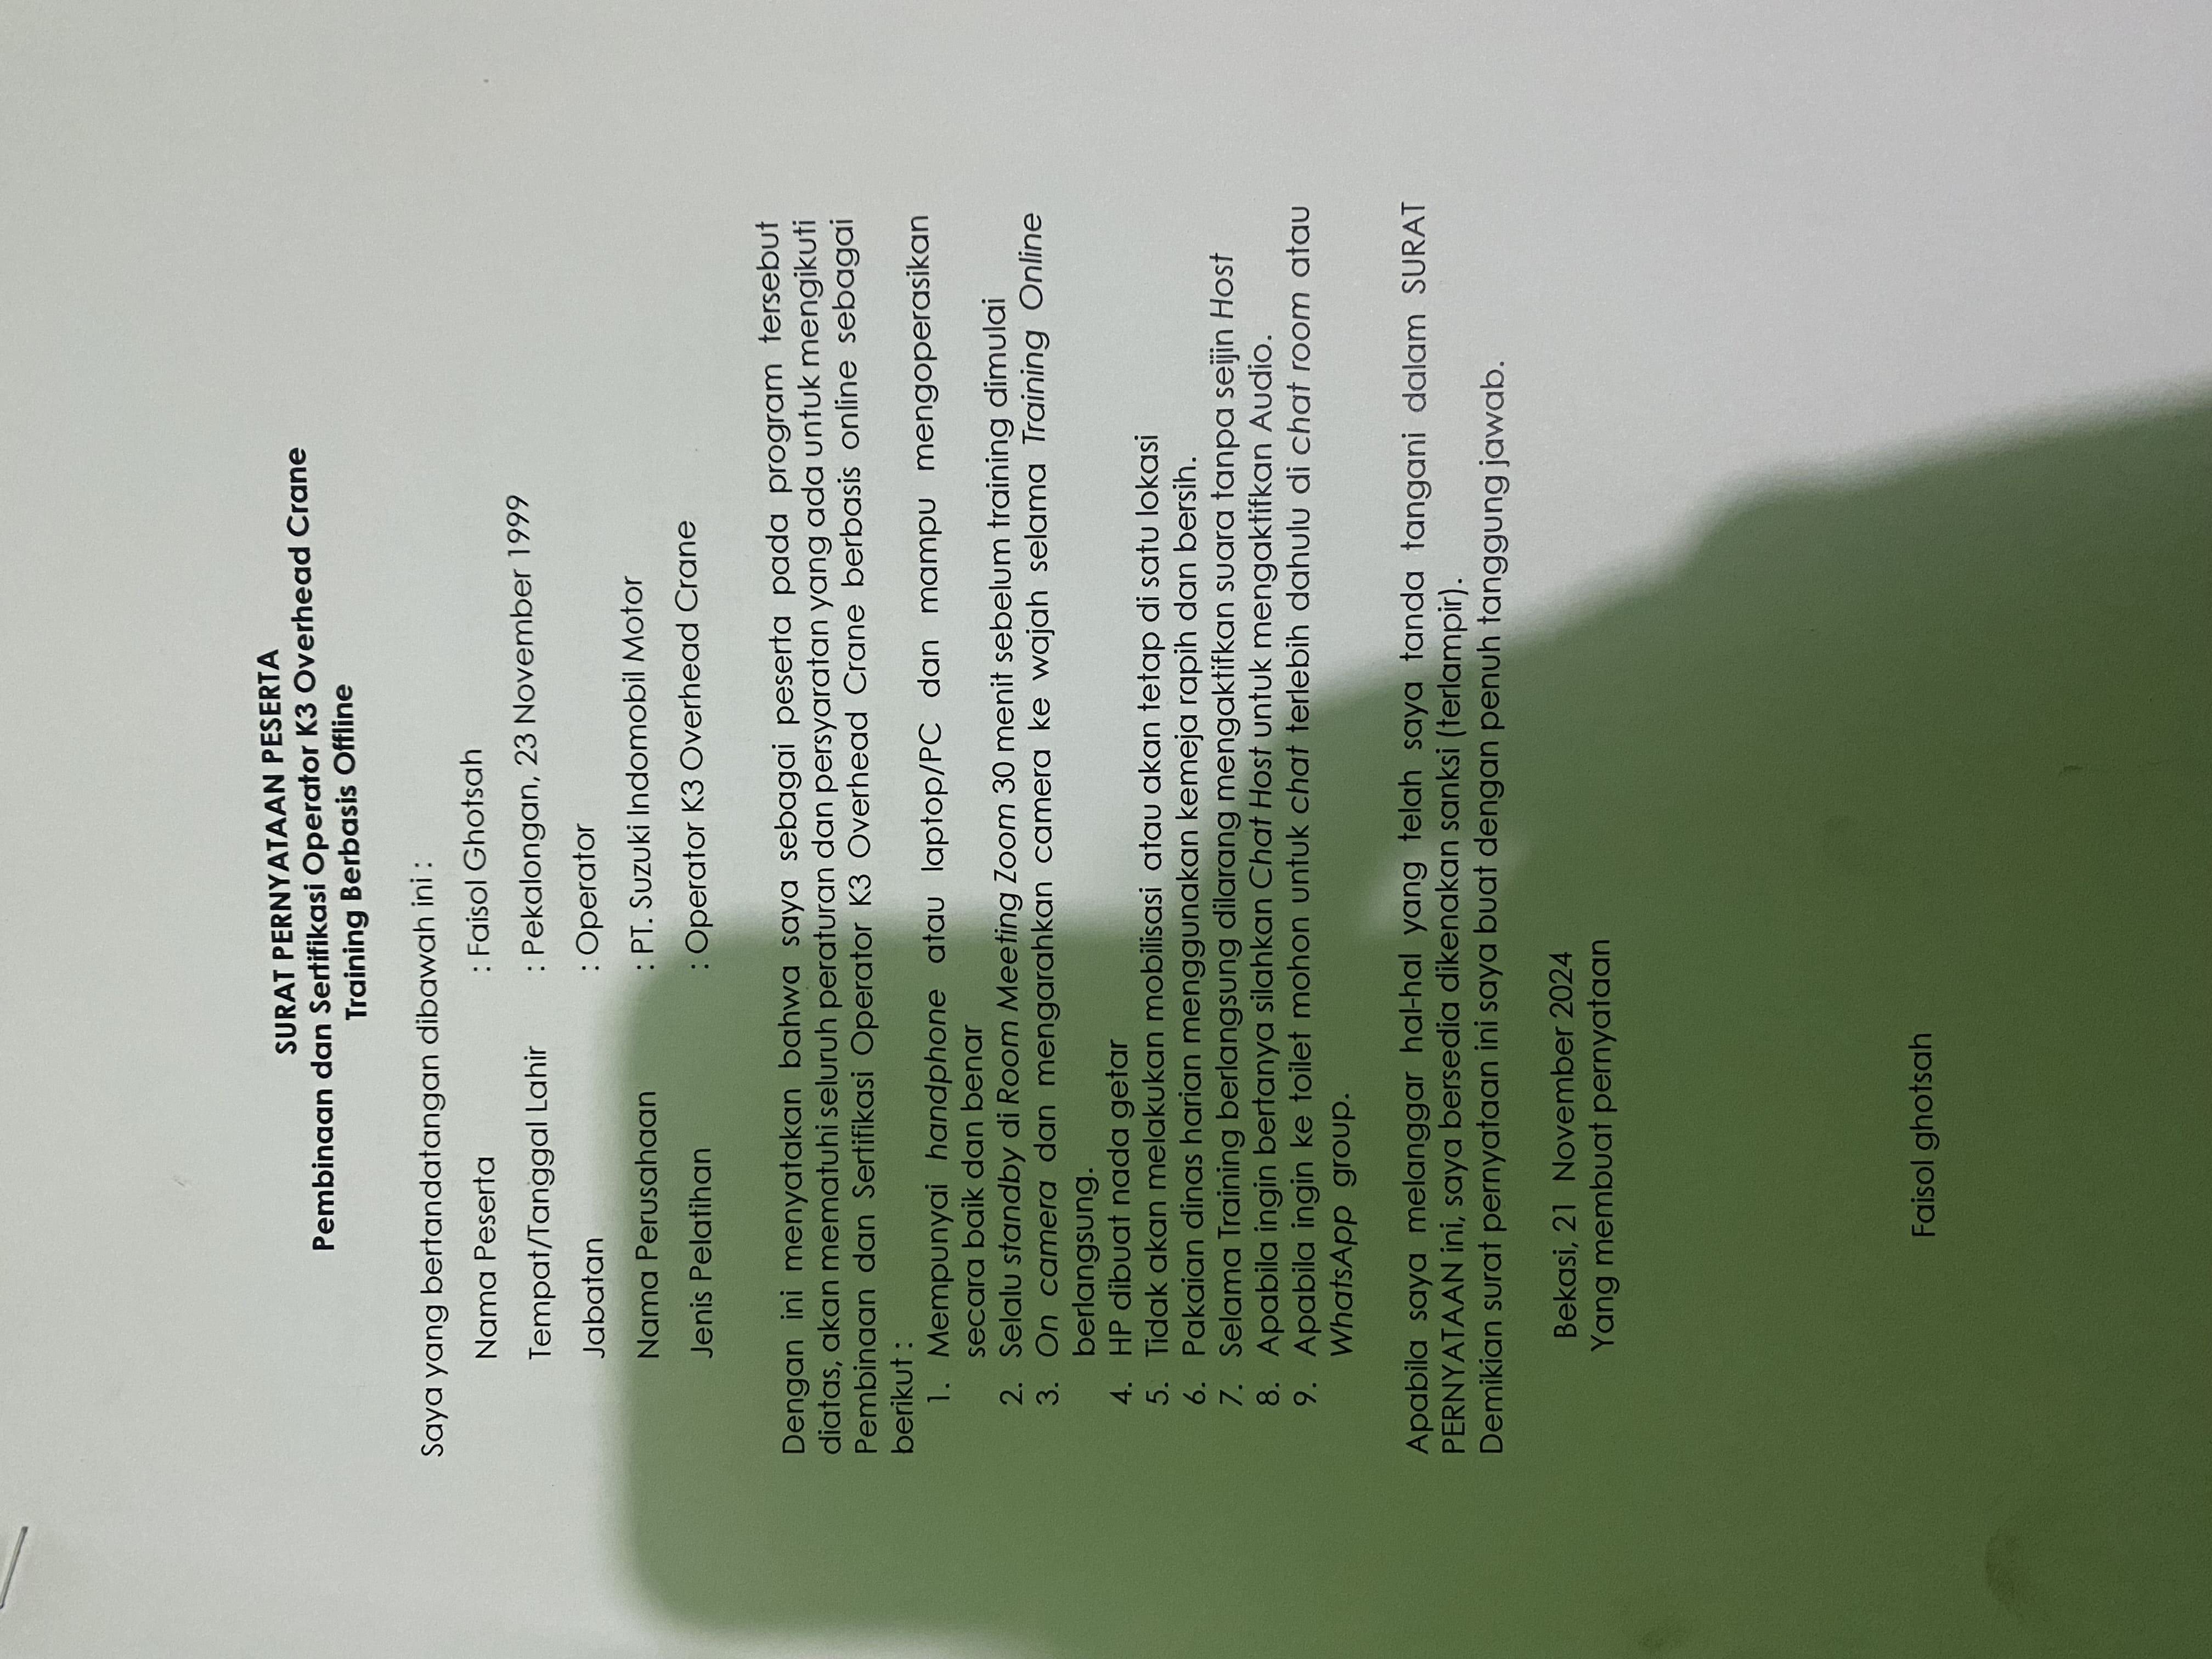 SURAT PERNYATAAN PESERTA
Pembinaan dan Sertifikasi Operator K3 Overhead Crane
Training Berbasis Offline
Saya yang bertandatangan dibawah ini :
Nama Peserta : Faisol Ghotsah
Tempat/Tanggal Lahir : Pekalongan, 23 November 1999
Jabatan : Operator
Nama Perusahaan : PT. Suzuki Indomobil Motor
Jenis Pelatihan : Operator K3 Overhead Crane
Dengan ini menyatakan bahwa saya sebagai peserta pada program tersebut
diatas, akan mematuhi seluruh peraturan dan persyaratan yang ada untuk mengikuti
Pembinaan dan Sertifikasi Operator K3 Overhead Crane berbasis online sebagai
berikut :
1. Mempunyai handphone atau laptop/PC dan mampu mengoperasikan
secara baik dan benar
2. Selalu standby di Room Meeting Zoom 30 menit sebelum training dimulai
3. On camera dan mengarahkan camera ke wajah selama Training Online
berlangsung.
4. HP dibuat nada getar
5. Tidak akan melakukan mobilisasi atau akan tetap di satu lokasi
6. Pakaian dinas harian menggunakan kemeja rapih dan bersih.
7. Selama Training berlangsung dilarang mengaktifkan suara tanpa seijin Host
8. Apabila ingin bertanya silahkan Chat Host untuk mengaktifkan Audio.
9. Apabila ingin ke toilet mohon untuk chat terlebih dahulu di chat room atau
WhatsApp group.
Apabila saya melanggar hal-hal yang telah saya tanda tangani dalam SURAT
PERNYATAAN ini, saya bersedia dikenakan sanksi (terlampir).
Demikian surat pernyataan ini saya buat dengan penuh tanggung jawab.
Bekasi, 21 November 2024
Yang membuat pernyataan
Faisol ghotsah